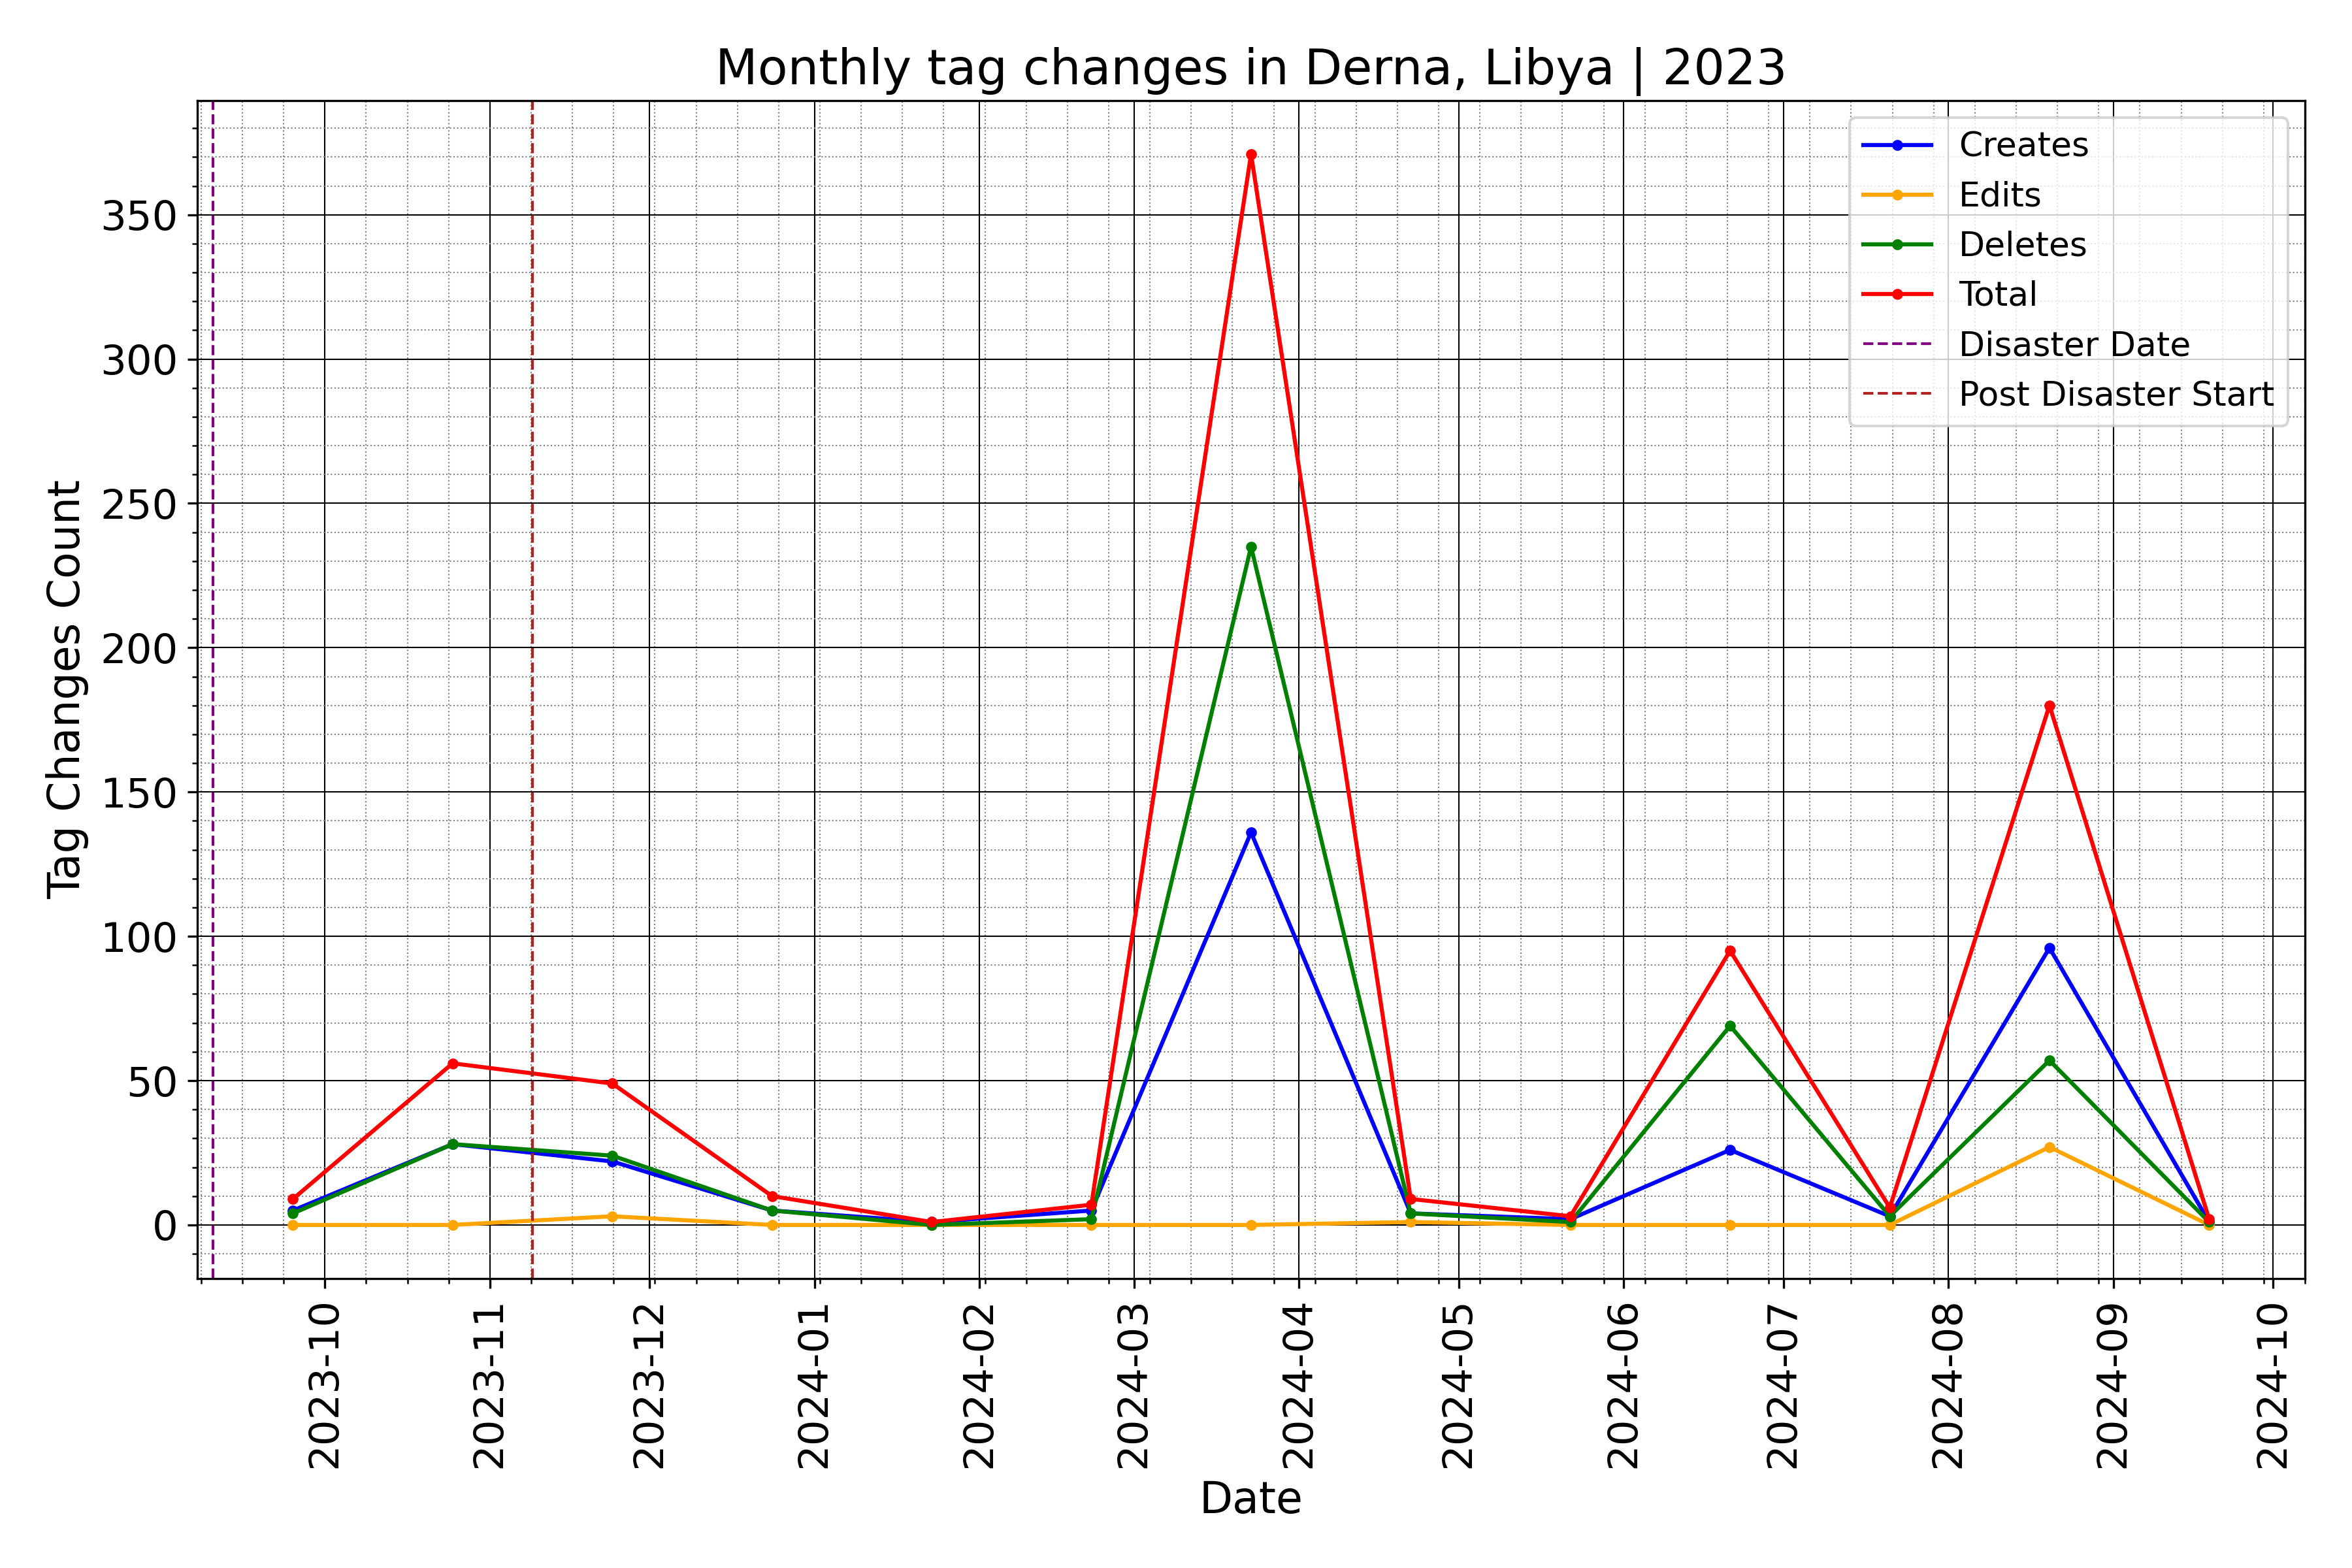 Monthly tag changes in Derna, Libya | 2023
Creates
Edits
Deletes
Total
Disaster Date
Post Disaster Start
Tag Changes Count
350
300
250
200
150
100
50
0
2023-10
2023-11
2023-12
2024-01
2024-02
2024-03
2024-04
2024-05
2024-06
2024-07
2024-08
2024-09
2024-10
Date